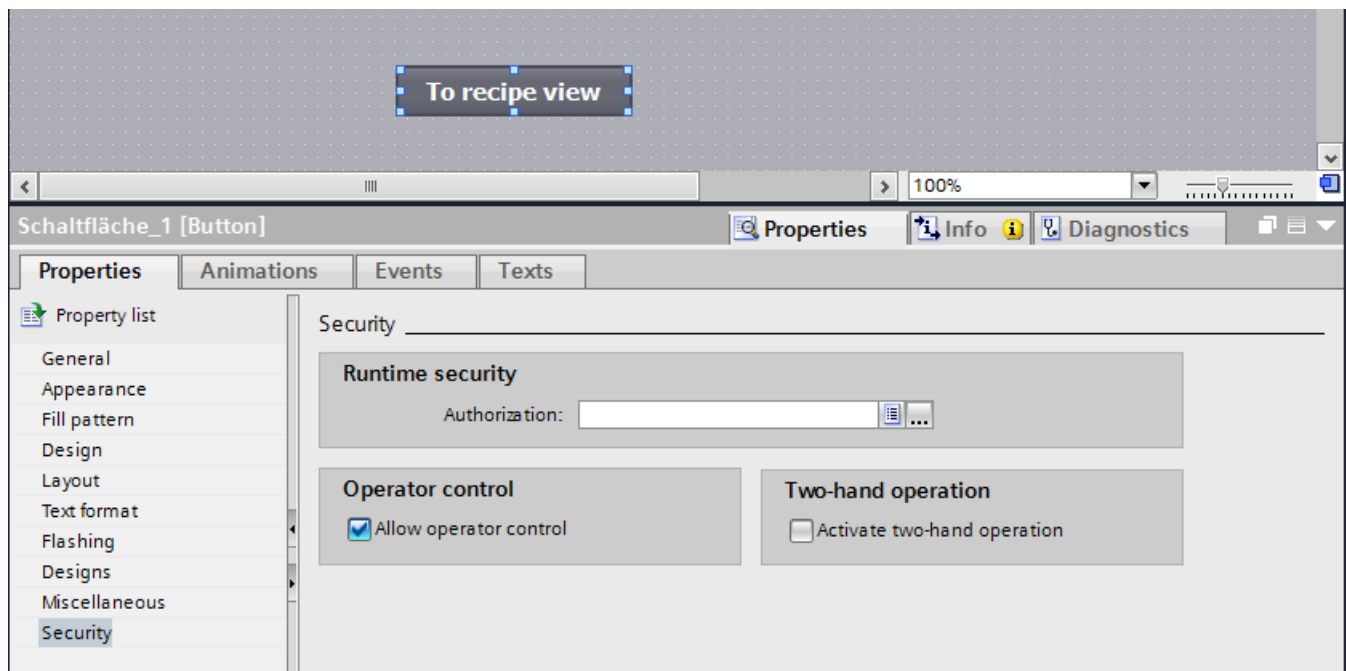 To recipe view
100%
Schaltfläche_1 [Button]
Properties
Info
Diagnostics
Properties
Animations
Events
Texts
Property list
General
Appearance
Fill pattern
Design
Layout
Text format
Flashing
Designs
Miscellaneous
Security
Security
Runtime security
Authorization:
...
Operator control
Allow operator control
Two-hand operation
Activate two-hand operation